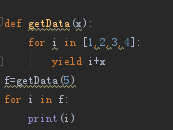 def getData(x):
    for i in [1,2,3,4]:
        yield i+x
f=getData(5)
for i in f:
    print(i)